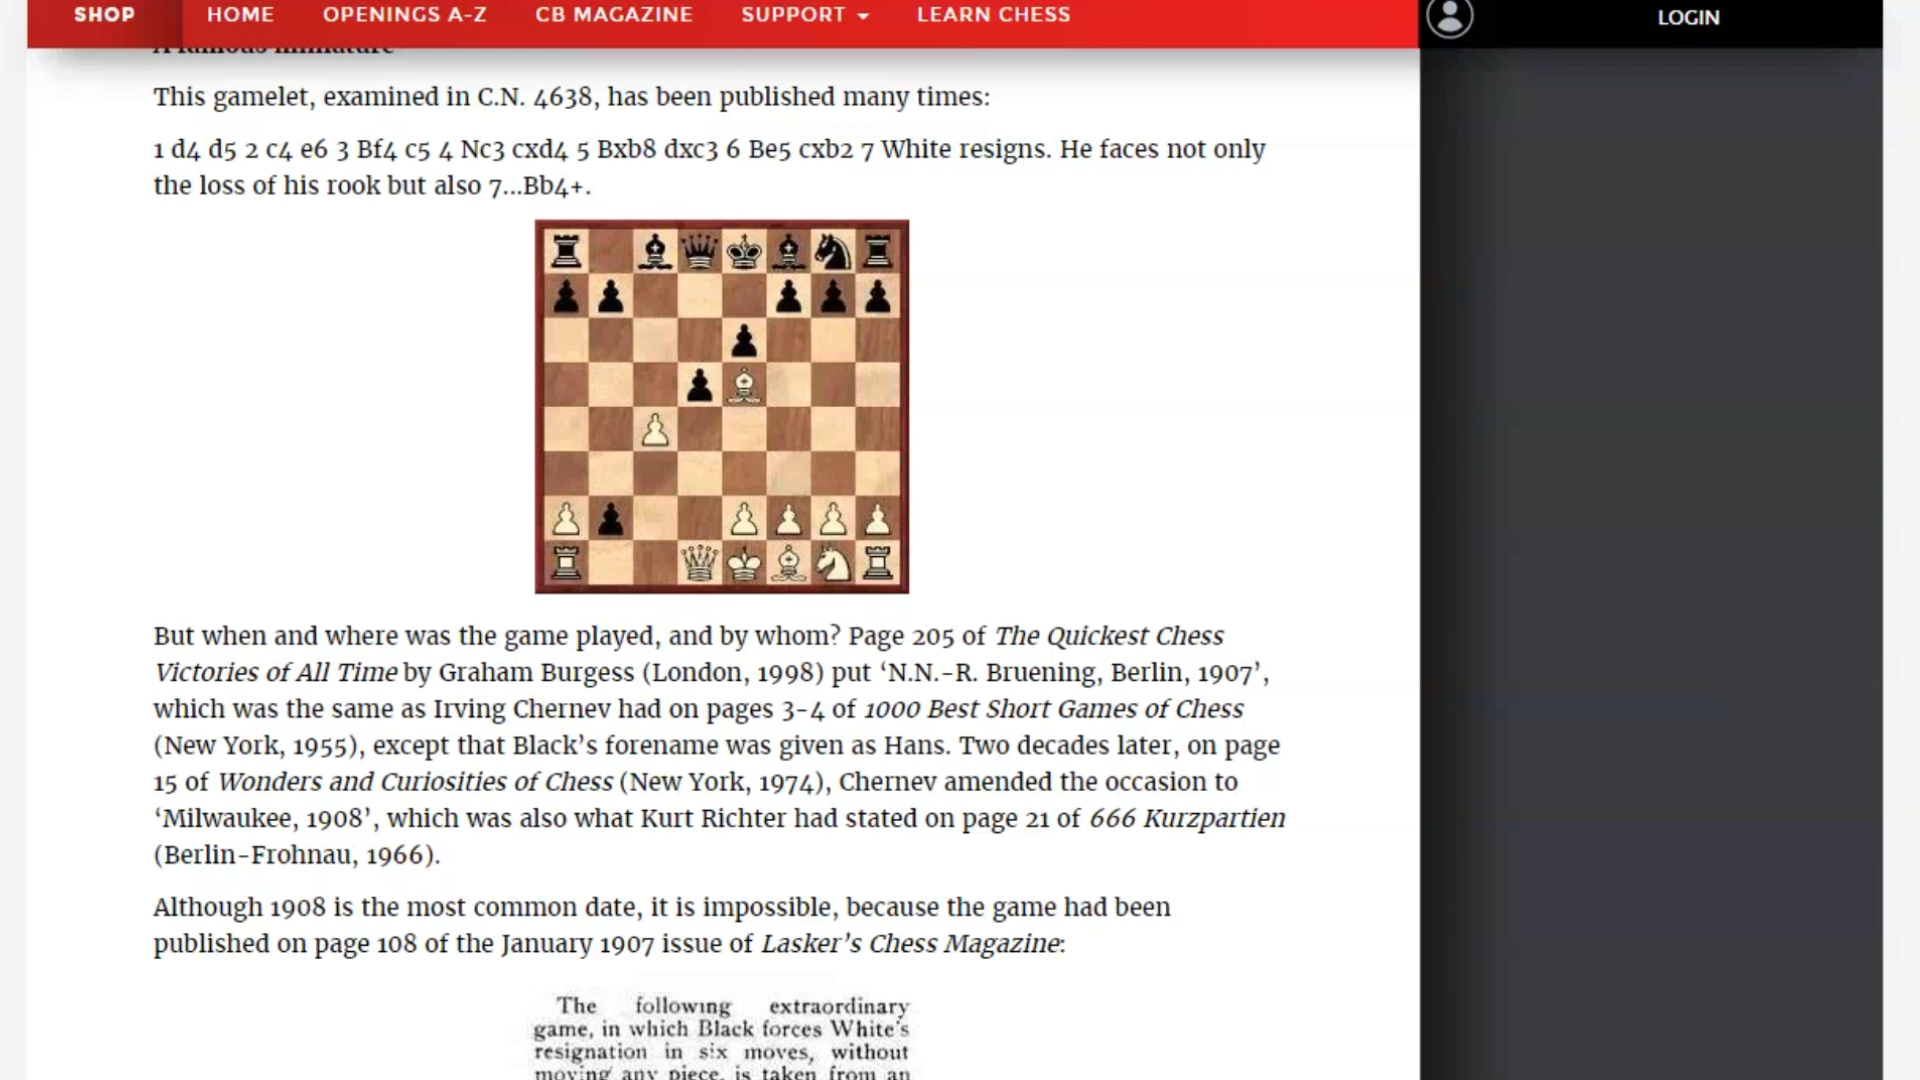 SHOP HOME OPENINGS A-Z CB MAGAZINE SUPPORT LEARN CHESS LOGIN
A famous miniature
This gamelet, examined in C.N. 4638, has been published many times:
1 d4 d5 2 c4 e6 3 Bf4 c5 4 Nc3 cxd4 5 Bxb8 dxc3 6 Be5 cxb2 7 White resigns. He faces not only
the loss of his rook but also 7...Bb4+.
But when and where was the game played, and by whom? Page 205 of The Quickest Chess
Victories of All Time by Graham Burgess (London, 1998) put ‘N.N.-R. Bruening, Berlin, 1907’,
which was the same as Irving Chernev had on pages 3-4 of 1000 Best Short Games of Chess
(New York, 1955), except that Black’s forename was given as Hans. Two decades later, on page
15 of Wonders and Curiosities of Chess (New York, 1974), Chernev amended the occasion to
‘Milwaukee, 1908’, which was also what Kurt Richter had stated on page 21 of 666 Kurzpartien
(Berlin-Frohnau, 1966).
Although 1908 is the most common date, it is impossible, because the game had been
published on page 108 of the January 1907 issue of Lasker’s Chess Magazine:
The following extraordinary
game, in which Black forces White's
resignation in six moves, without
moving any piece, is taken from an